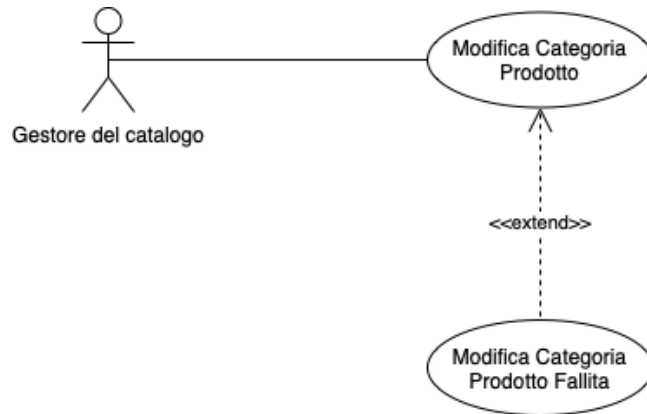 Modifica Categoria
Prodotto
Gestore del catalogo
<<extend>>
Modifica Categoria
Prodotto Fallita